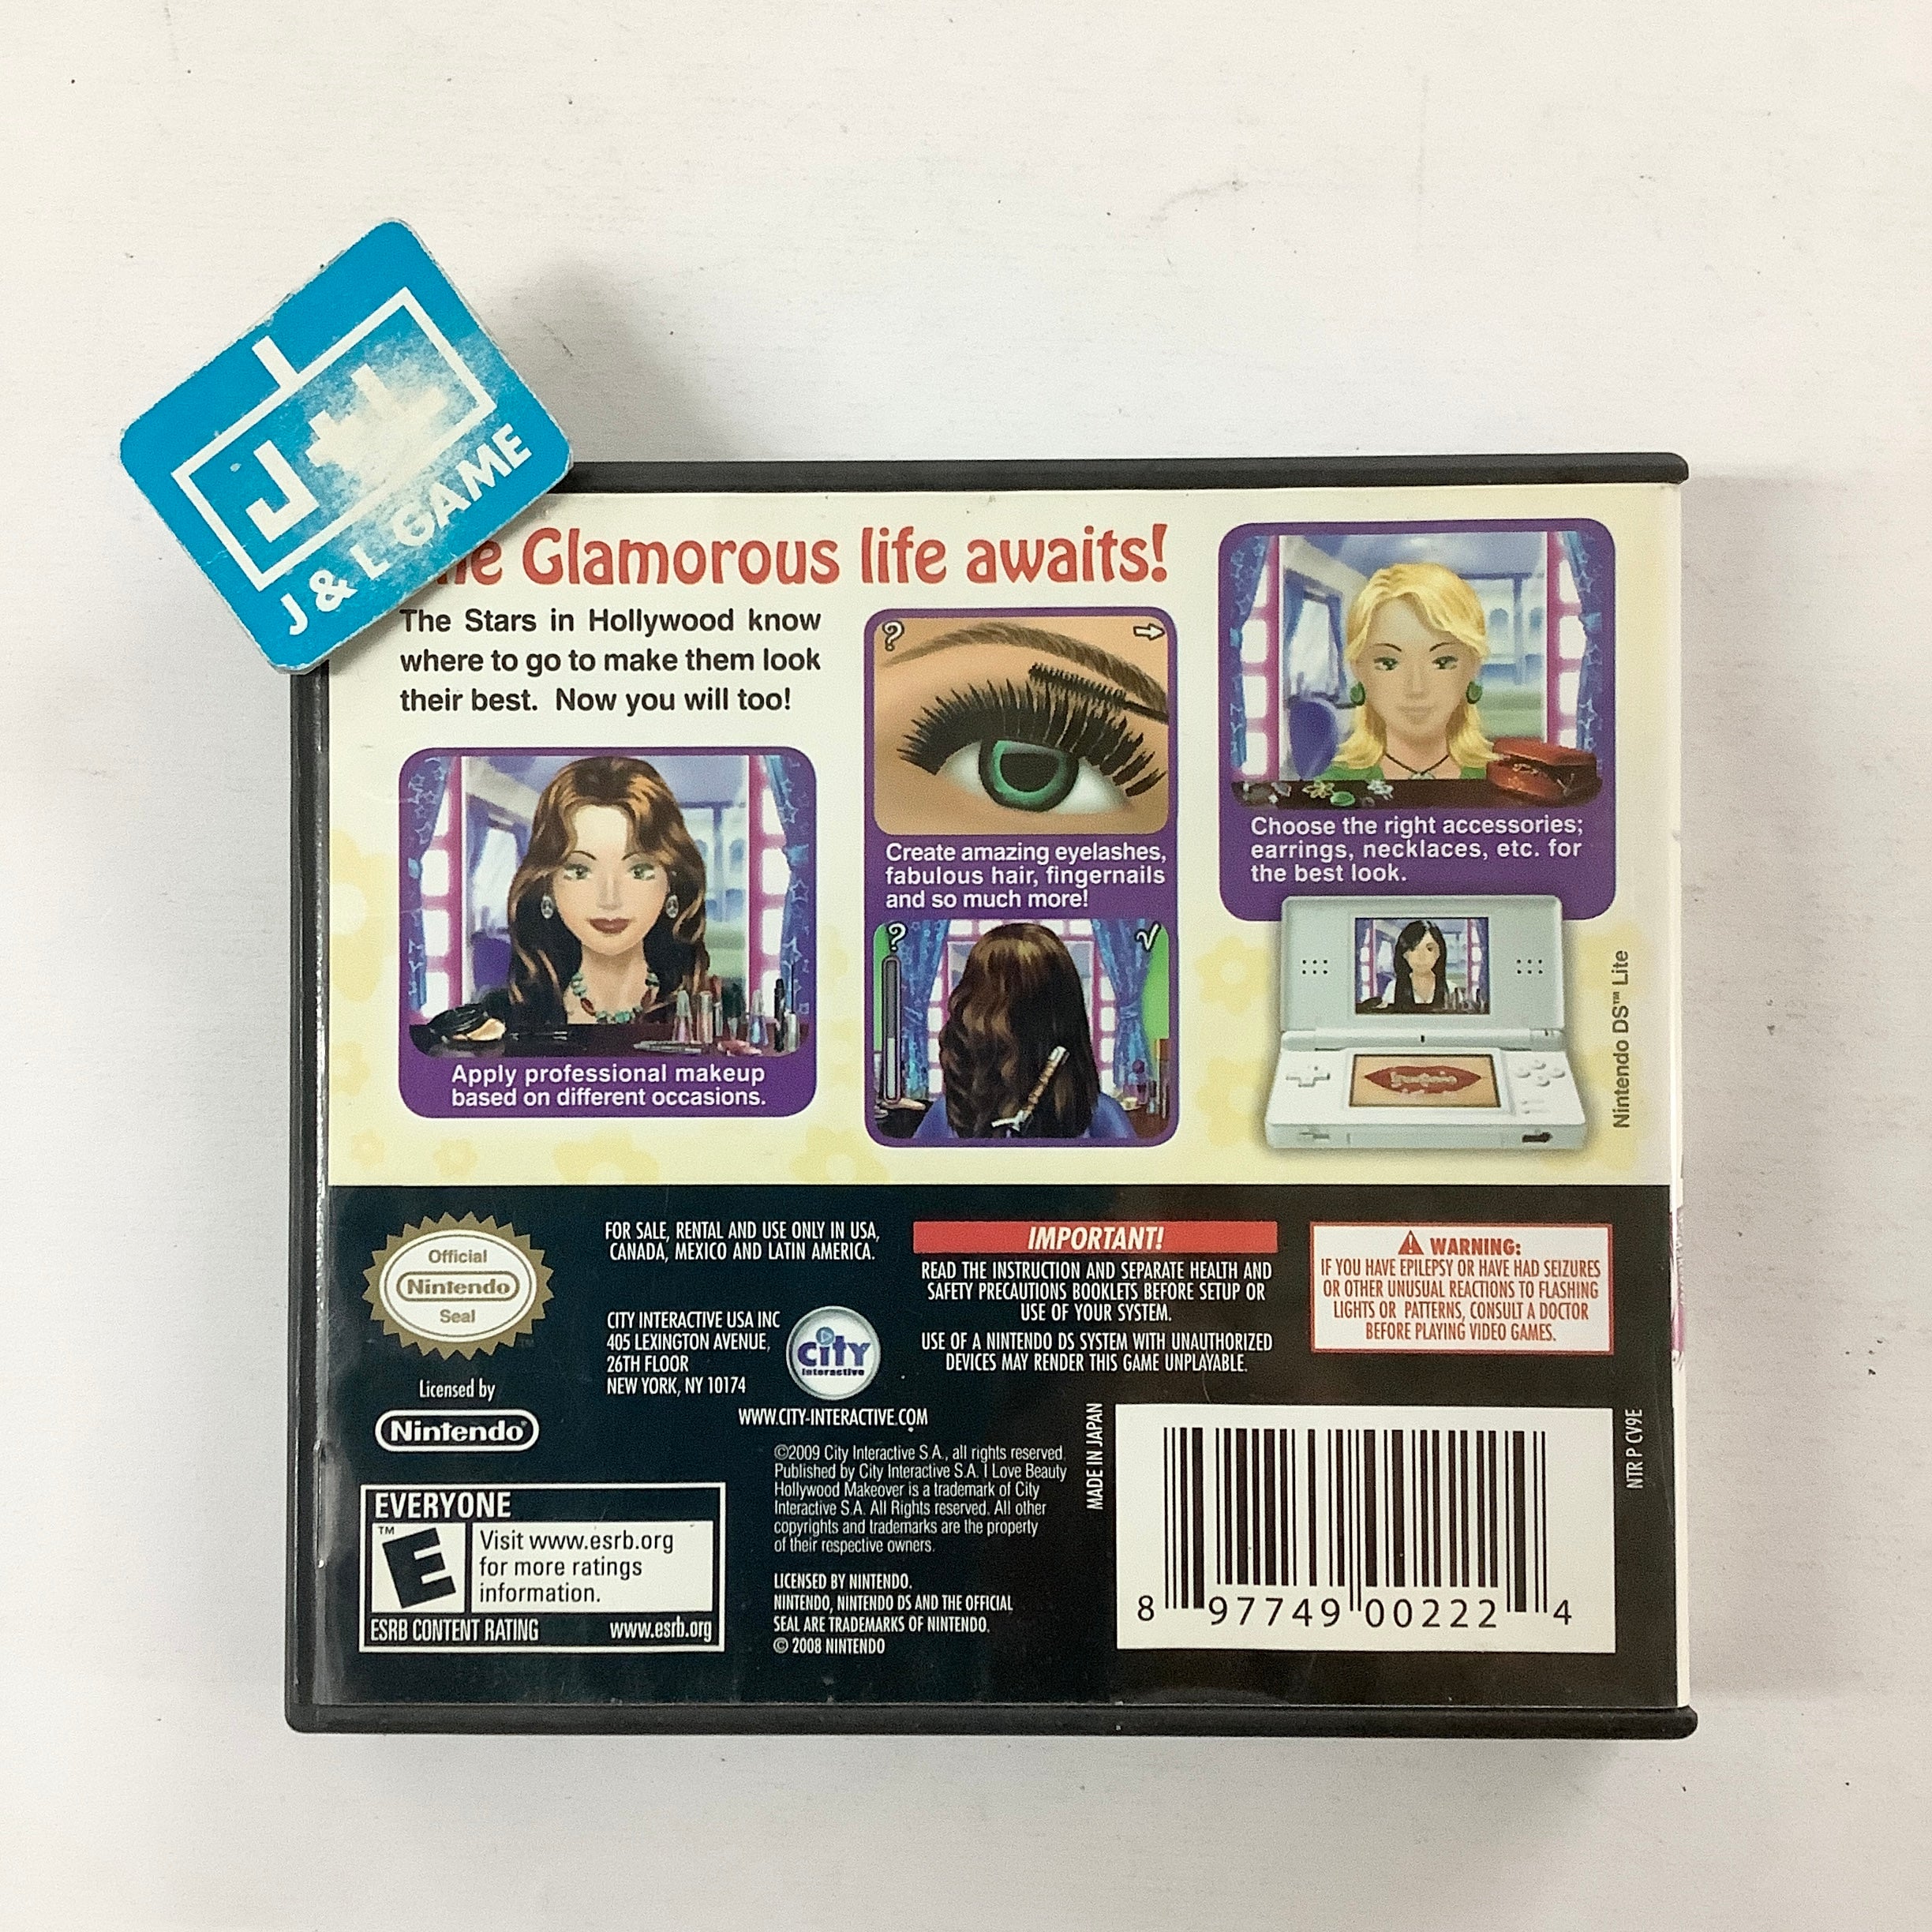 J & L GAME
J L
Glamorous life awaits!
The Stars in Hollywood know
where to go to make them look
their best. Now you will too!
Apply professional makeup
based on different occasions.
?
Create amazing eyelashes,
fabulous hair, fingernails
and so much more!
?
Choose the right accessories;
earrings, necklaces, etc. for
the best look.
Nintendo DS™ Lite
Official
Nintendo
Seal
Licensed by
Nintendo®
EVERYONE
™
E
Visit www.esrb.org
for more ratings
information.
ESRB CONTENT RATING www.esrb.org
FOR SALE, RENTAL AND USE ONLY IN USA,
CANADA, MEXICO AND LATIN AMERICA.
CITY INTERACTIVE USA INC
405 LEXINGTON AVENUE,
26TH FLOOR
NEW YORK, NY 10174
city
interactive
WWW.CITY-INTERACTIVE.COM
©2009 City Interactive S.A., all rights reserved.
Published by City Interactive S.A. I Love Beauty
Hollywood Makeover is a trademark of City
Interactive S.A. All Rights reserved. All other
copyrights and trademarks are the property
of their respective owners.
LICENSED BY NINTENDO.
NINTENDO, NINTENDO DS AND THE OFFICIAL
SEAL ARE TRADEMARKS OF NINTENDO.
© 2008 NINTENDO
IMPORTANT!
READ THE INSTRUCTION AND SEPARATE HEALTH AND
SAFETY PRECAUTIONS BOOKLETS BEFORE SETUP OR
USE OF YOUR SYSTEM.
USE OF A NINTENDO DS SYSTEM WITH UNAUTHORIZED
DEVICES MAY RENDER THIS GAME UNPLAYABLE.
WARNING:
IF YOU HAVE EPILEPSY OR HAVE HAD SEIZURES
OR OTHER UNUSUAL REACTIONS TO FLASHING
LIGHTS OR PATTERNS, CONSULT A DOCTOR
BEFORE PLAYING VIDEO GAMES.
MADE IN JAPAN
8 97749 00222 4
NTR P CV9E